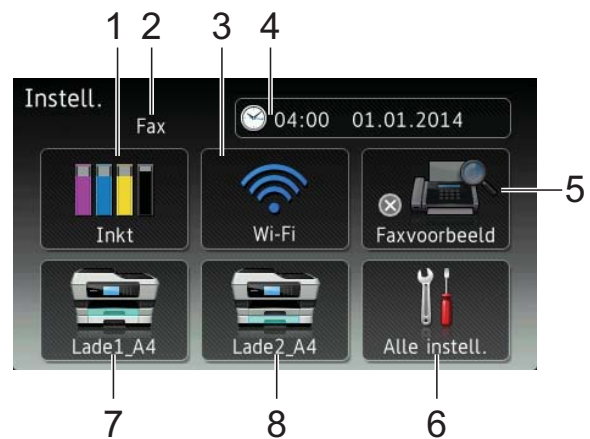 1 2 3 4
Instell.
Fax
04:00 01.01.2014
5
Inkt Wi-Fi Faxvoorbeeld
Lade1_A4 Lade2_A4 Alle instell.
7 8 6